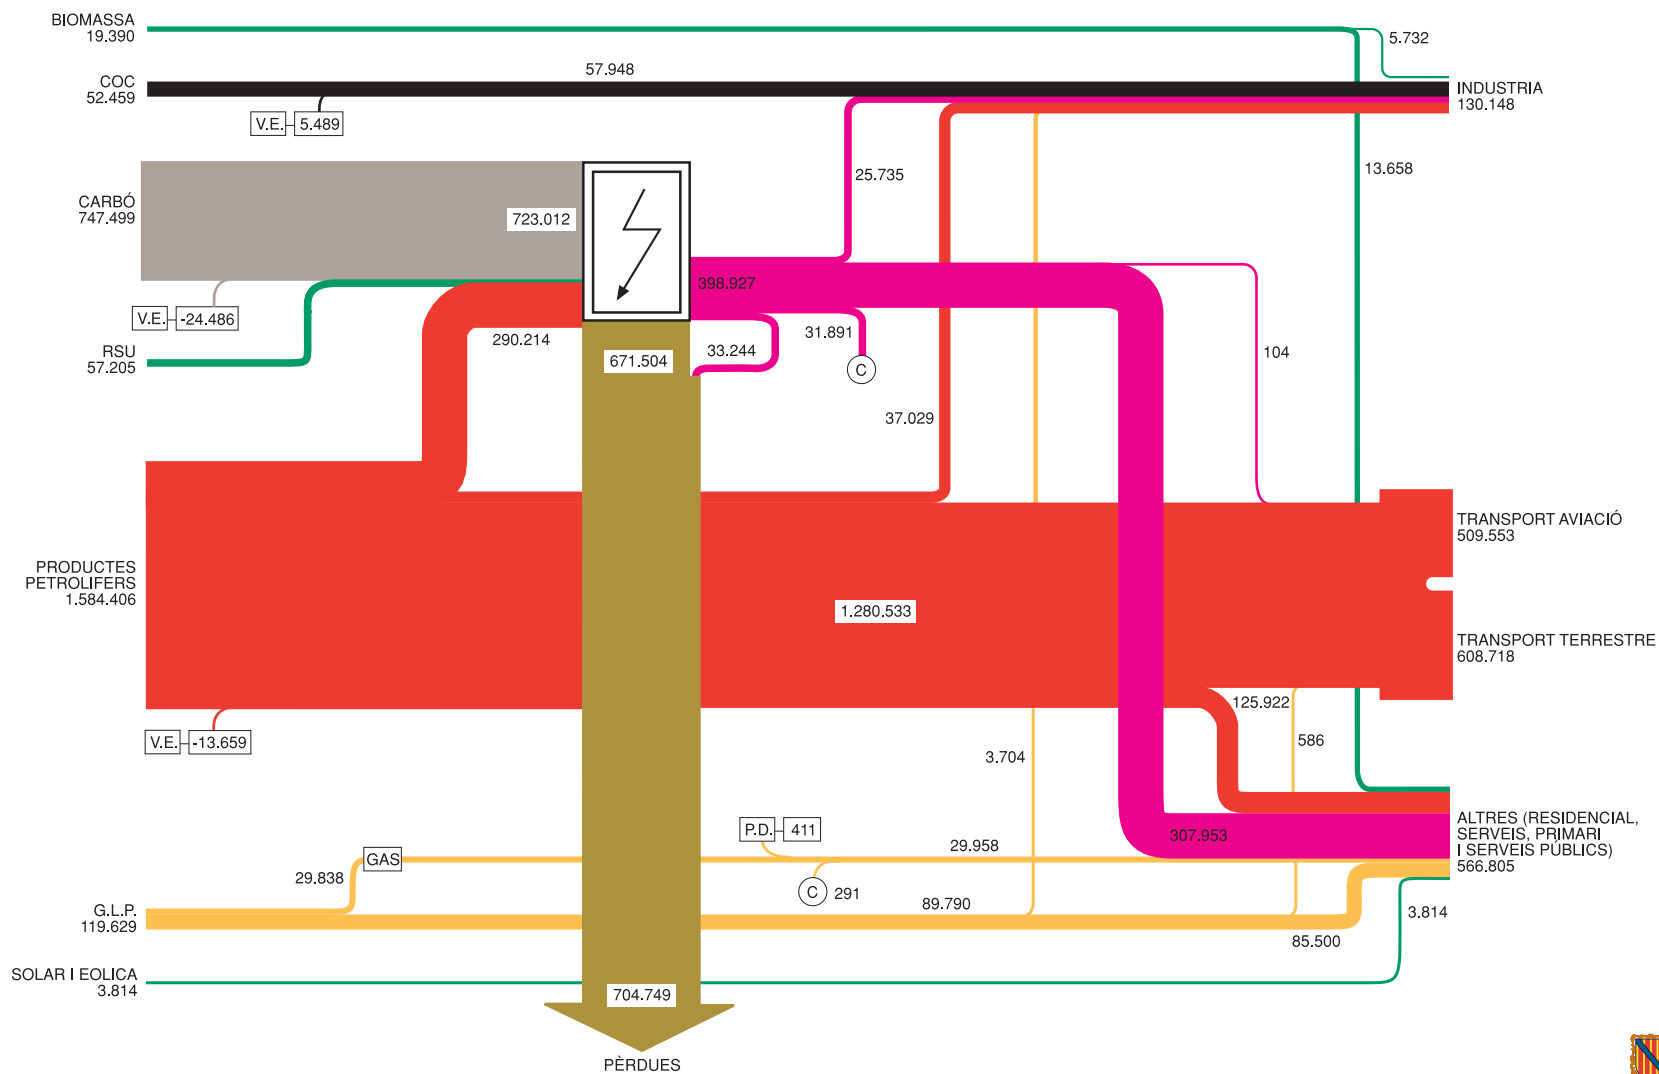 BIOMASSA
19.390
5.732
COC
52.459
57.948
INDUSTRIA
130.148
V.E.
5.489
13.658
25.735
CARBÓ
747.499
723.012
398.927
V.E.
-24.486
290.214
31.891
RSU
57.205
671.504
33.244
C
104
37.029
TRANSPORT AVIACIÓ
509.553
PRODUCTES
PETROLIFERS
1.584.406
1.280.533
TRANSPORT TERRESTRE
608.718
V.E.
-13.659
125.922
586
3.704
P.D.
411
29.958
307.953
ALTRES (RESIDENCIAL,
SERVEIS, PRIMARI
I SERVEIS PÚBLICS)
566.805
GAS
29.838
C
291
89.790
G.L.P.
119.629
3.814
85.500
SOLAR I EOLICA
3.814
704.749
PÈRDUES